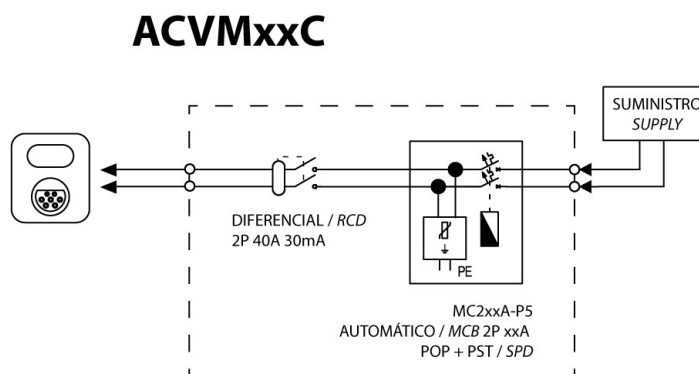 ACVMxxC
SUMINISTRO
SUPPLY
DIFERENCIAL / RCD
2P 40A 30mA
PE
MC2xxA-P5
AUTOMÁTICO / MCB 2P xxA
POP + PST / SPD